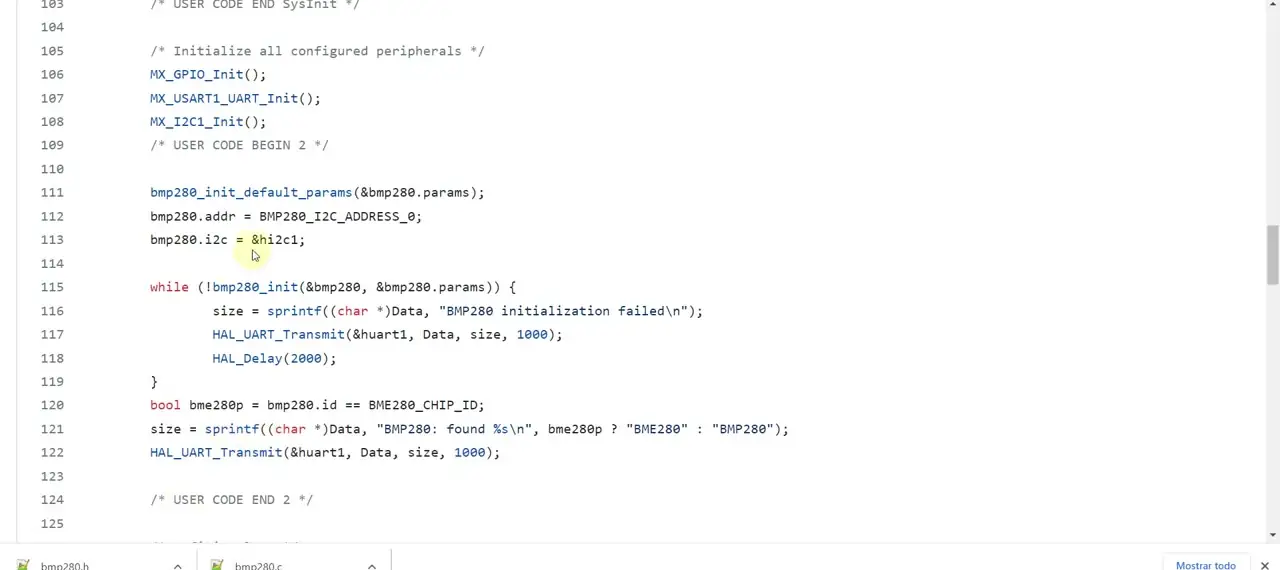 103 /* USER CODE END SysInit */
104
105 /* Initialize all configured peripherals */
106 MX_GPIO_Init();
107 MX_USART1_UART_Init();
108 MX_I2C1_Init();
109 /* USER CODE BEGIN 2 */
110
111 bmp280_init_default_params(&bmp280.params);
112 bmp280.addr = BMP280_I2C_ADDRESS_0;
113 bmp280.i2c = &hi2c1;
114
115 while (!bmp280_init(&bmp280, &bmp280.params)) {
116 size = sprintf((char *)Data, "BMP280 initialization failed\n");
117 HAL_UART_Transmit(&huart1, Data, size, 1000);
118 HAL_Delay(2000);
119 }
120 bool bme280p = bmp280.id == BME280_CHIP_ID;
121 size = sprintf((char *)Data, "BMP280: found %s\n", bme280p ? "BME280" : "BMP280");
122 HAL_UART_Transmit(&huart1, Data, size, 1000);
123
124 /* USER CODE END 2 */
125
bmp280.h bmp280.c Mostrar todo